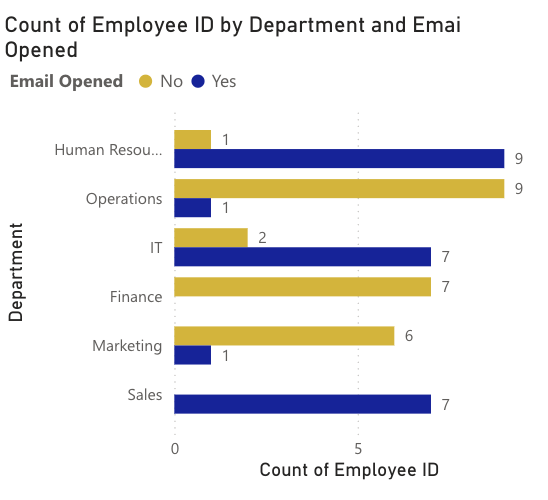 Count of Employee ID by Department and Emai
Opened
Email Opened No Yes
Human Resou...
1
9
Operations
9
1
IT
2
7
Finance
7
Marketing
6
1
Sales
7
Department
0 5
Count of Employee ID